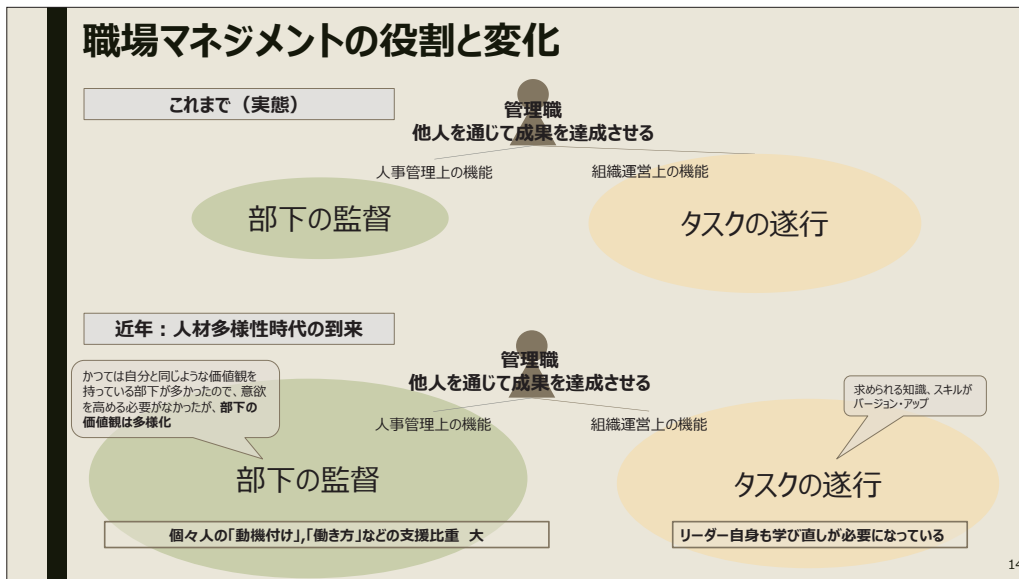 職場マネジメントの役割と変化
これまで（実態）
管理職
他人を通じて成果を達成させる
人事管理上の機能
組織運営上の機能
部下の監督
タスクの遂行
近年：人材多様性時代の到来
管理職
他人を通じて成果を達成させる
かつては自分と同じような価値観を
持っている部下が多かったので、意欲
を高める必要がなかったが、部下の
価値観は多様化
求められる知識、スキルが
バージョン・アップ
人事管理上の機能
組織運営上の機能
部下の監督
タスクの遂行
個々人の「動機付け」,「働き方」などの支援比重 大
リーダー自身も学び直しが必要になっている
14